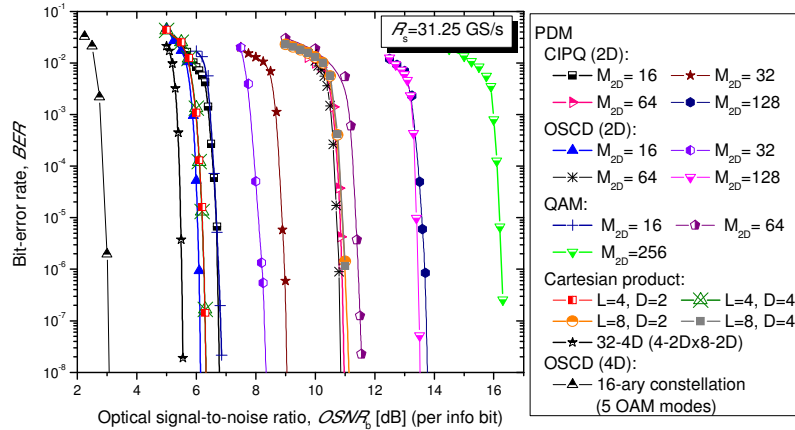 R_s=31.25 GS/s
Bit-error rate, BER
10^-1
10^-2
10^-3
10^-4
10^-5
10^-6
10^-7
10^-8
2 4 6 8 10 12 14 16
Optical signal-to-noise ratio, OSNR_b [dB] (per info bit)
PDM
CIPQ (2D):
M_2D= 16 M_2D= 32
M_2D= 64 M_2D= 128
OSCD (2D):
M_2D= 16 M_2D= 32
M_2D= 64 M_2D= 128
QAM:
M_2D= 16 M_2D= 64
M_2D=256
Cartesian product:
L=4, D=2 L=4, D=4
L=8, D=2 L=8, D=4
32-4D (4-2Dx8-2D)
OSCD (4D):
16-ary constellation
(5 OAM modes)